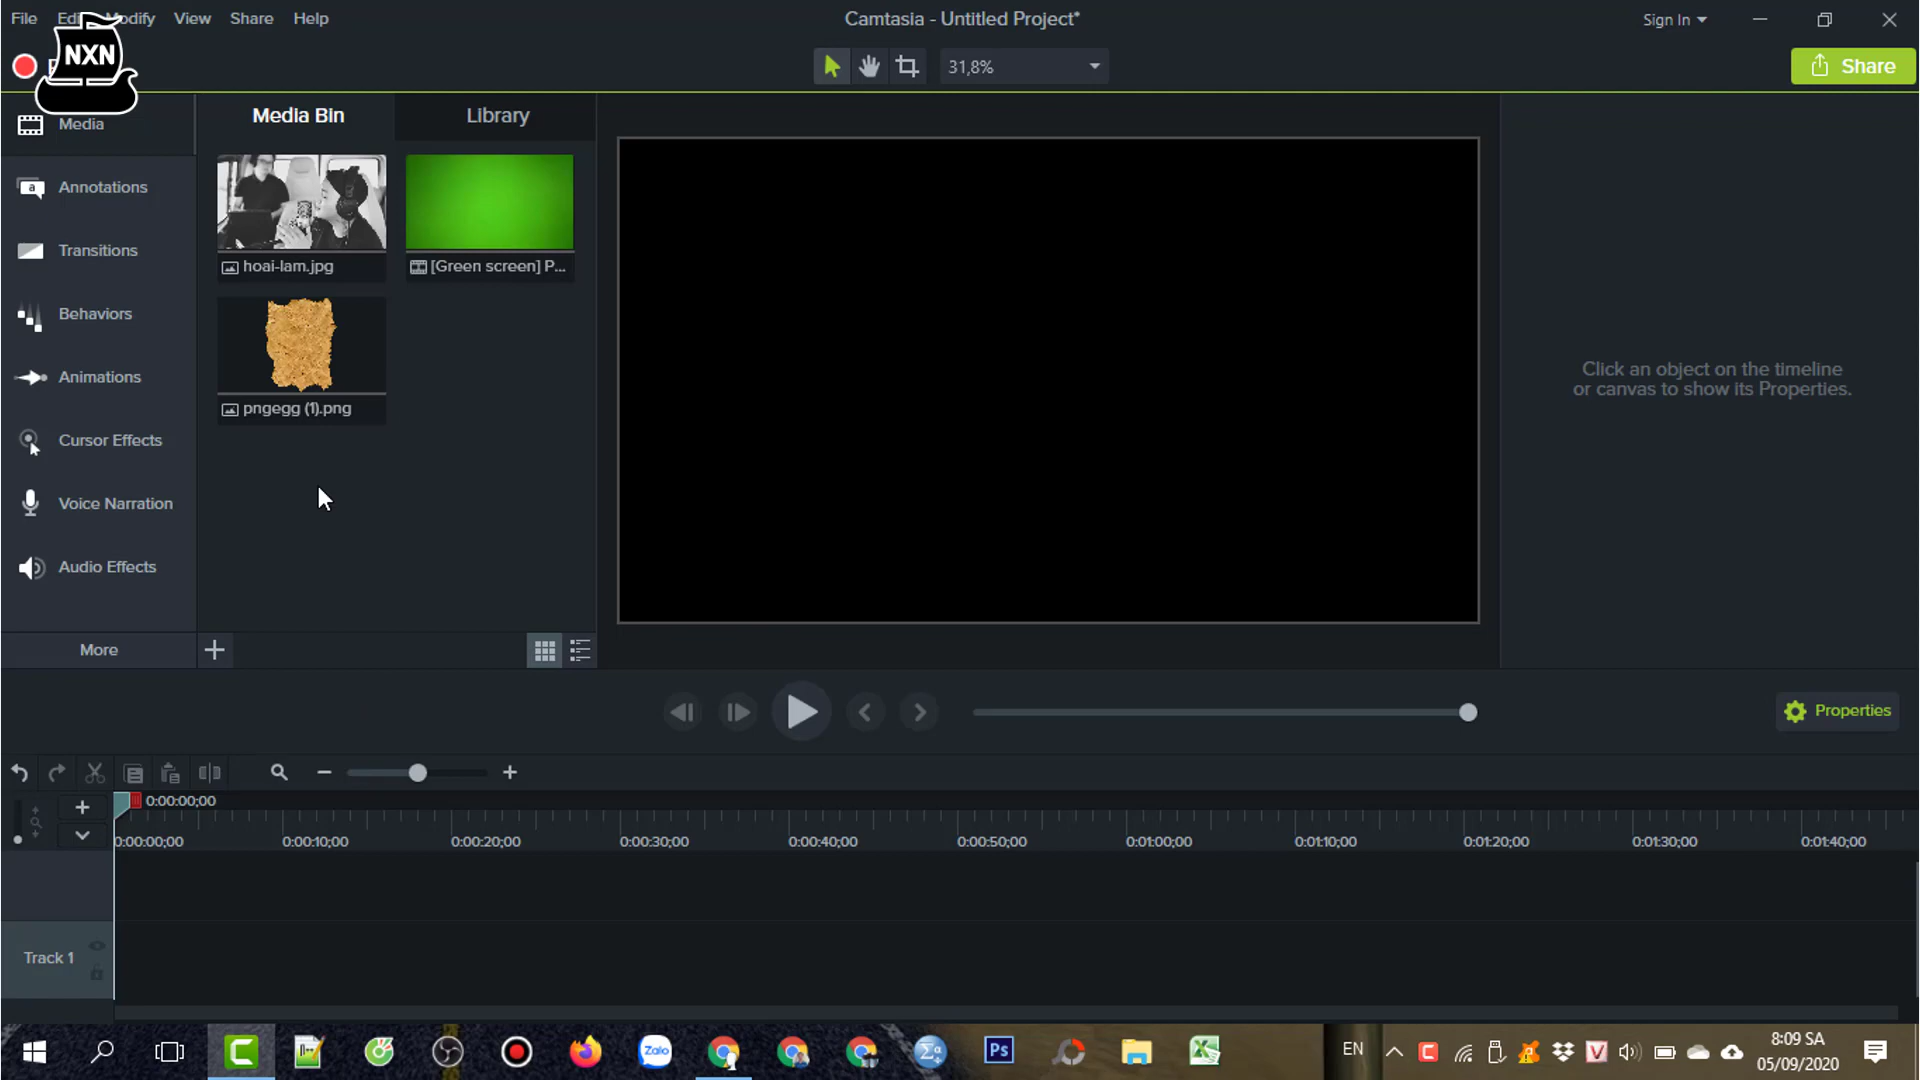 File Edit Modify View Share Help
Camtasia - Untitled Project*
Sign In
NXN
31,8%
Share
Media
Media Bin
Library
Annotations
Transitions
Behaviors
Animations
Cursor Effects
Voice Narration
Audio Effects
More
hoai-lam.jpg
[Green screen] P...
pngegg (1).png
Click an object on the timeline
or canvas to show its Properties.
Properties
0:00:00;00
0:00:00;00 0:00:10;00 0:00:20;00 0:00:30;00 0:00:40;00 0:00:50;00 0:01:00;00 0:01:10;00 0:01:20;00 0:01:30;00 0:01:40;00
Track 1
Zalo
Ps
EN
8:09 SA
05/09/2020